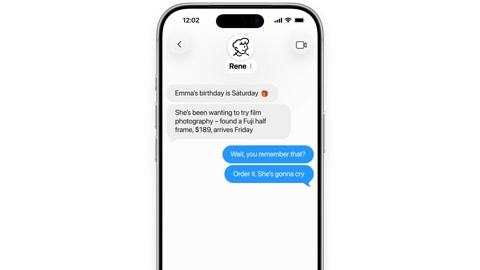 12:02
Rene
Emma's birthday is Saturday 🎁
She's been wanting to try film
photography – found a Fuji half
frame, $189, arrives Friday
Wait, you remember that?
Order it. She's gonna cry